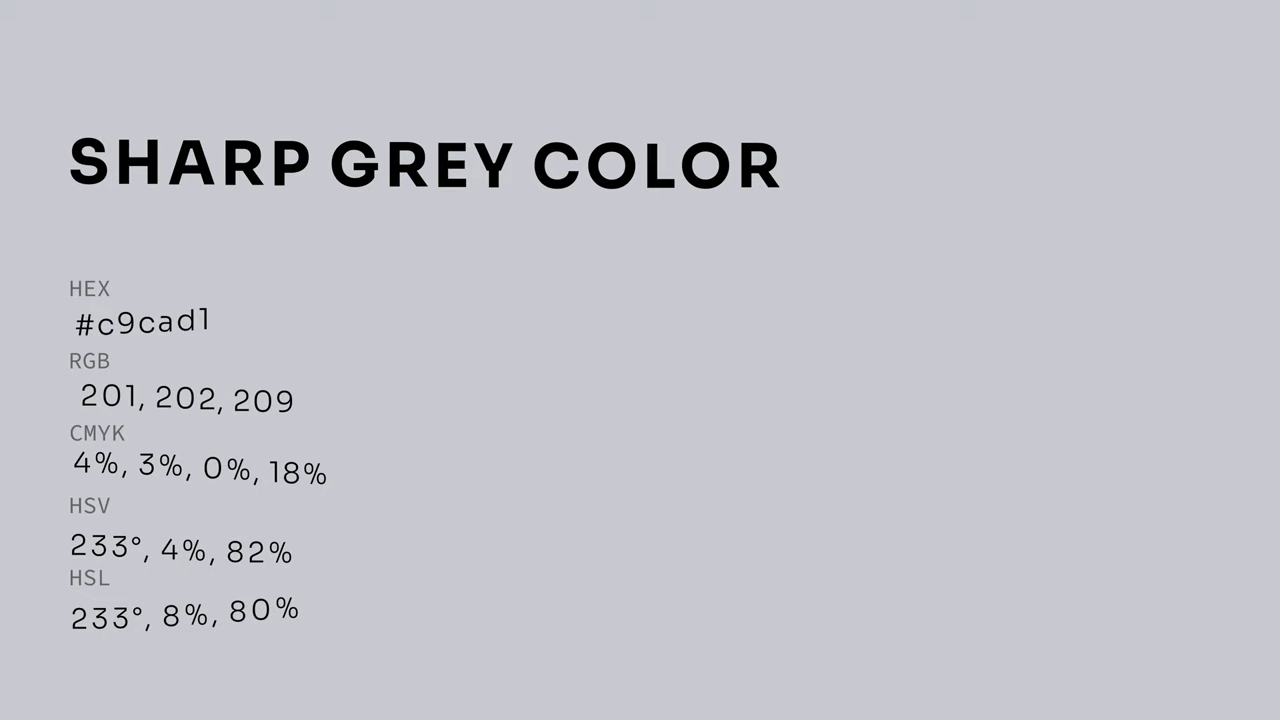 SHARP GREY COLOR
HEX
#c9cad1
RGB
201, 202, 209
CMYK
4%, 3%, 0%, 18%
HSV
233°, 4%, 82%
HSL
233°, 8%, 80%